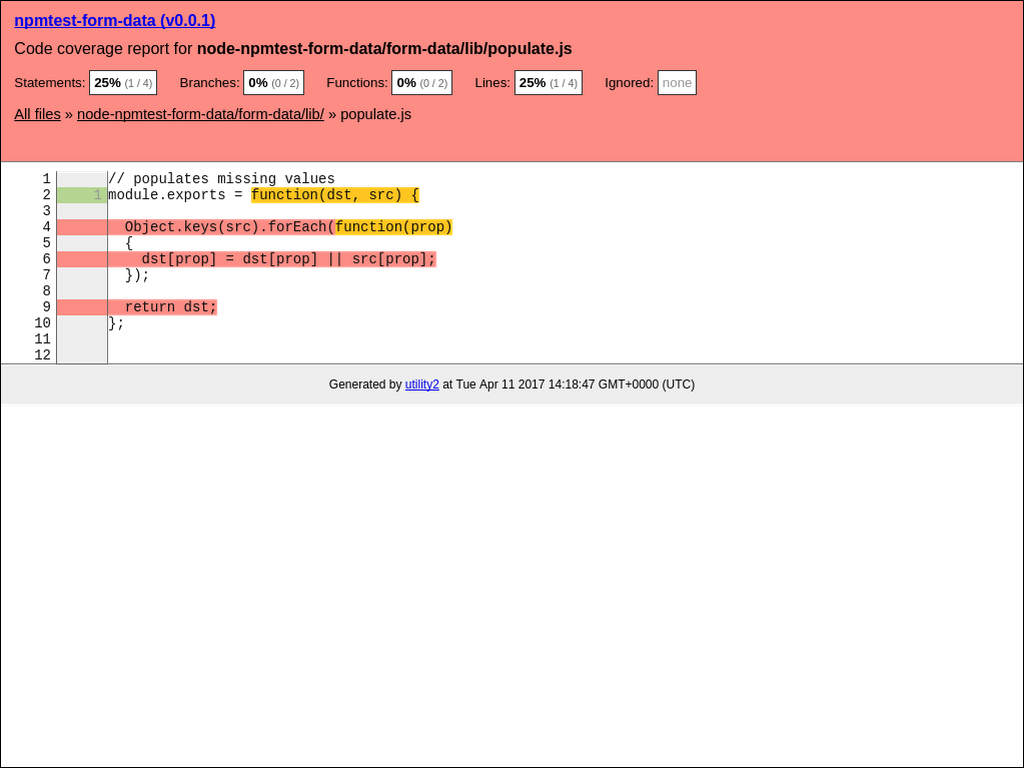 npmtest-form-data (v0.0.1)
Code coverage report for node-npmtest-form-data/form-data/lib/populate.js
Statements: 25% (1 / 4) Branches: 0% (0 / 2) Functions: 0% (0 / 2) Lines: 25% (1 / 4) Ignored: none
All files » node-npmtest-form-data/form-data/lib/ » populate.js
1 // populates missing values
2 1 module.exports = function(dst, src) {
3
4 Object.keys(src).forEach(function(prop)
5 {
6 dst[prop] = dst[prop] || src[prop];
7 });
8
9 return dst;
10 };
11
12
Generated by utility2 at Tue Apr 11 2017 14:18:47 GMT+0000 (UTC)